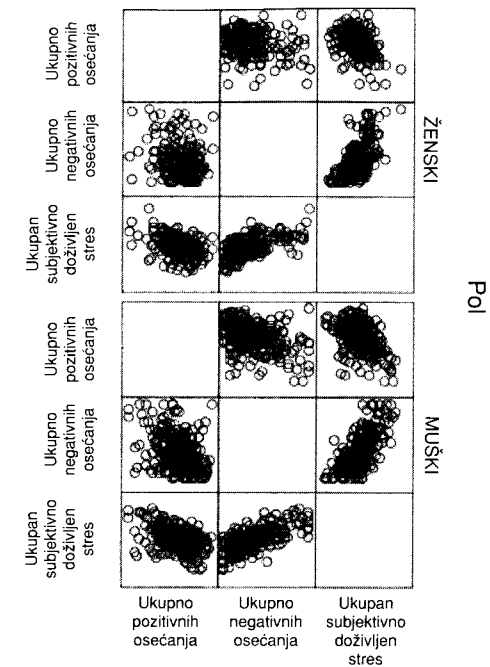 Ukupno
pozitivnih
osećanja
Ukupno
negativnih
osećanja
Ukupan
subjektivno
doživljen
stres
ŽENSKI
Ukupno
pozitivnih
osećanja
Ukupno
negativnih
osećanja
Ukupan
subjektivno
doživljen
stres
MUŠKI
Pol
Ukupno
pozitivnih
osećanja
Ukupno
negativnih
osećanja
Ukupan
subjektivno
doživljen
stres